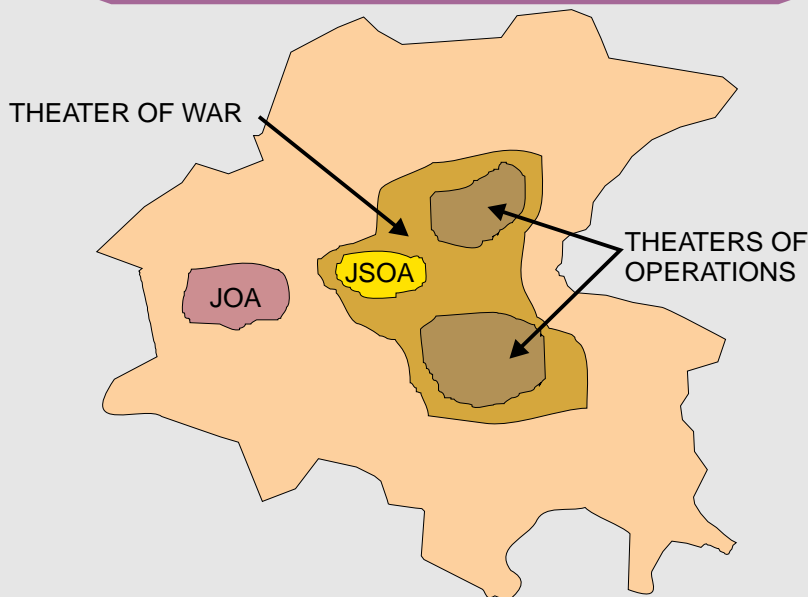 THEATER OF WAR
THEATERS OF
OPERATIONS
JSOA
JOA